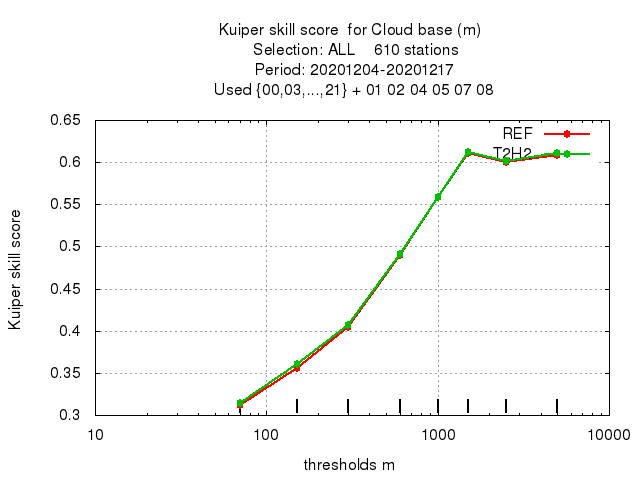 Kuiper skill score  for Cloud base (m)
Selection: ALL    610 stations
Period: 20201204-20201217
Used {00,03,...,21} + 01 02 04 05 07 08
REF
T2H2
0.65
0.6
0.55
0.5
0.45
0.4
0.35
0.3
Kuiper skill score
10
100
1000
10000
thresholds m